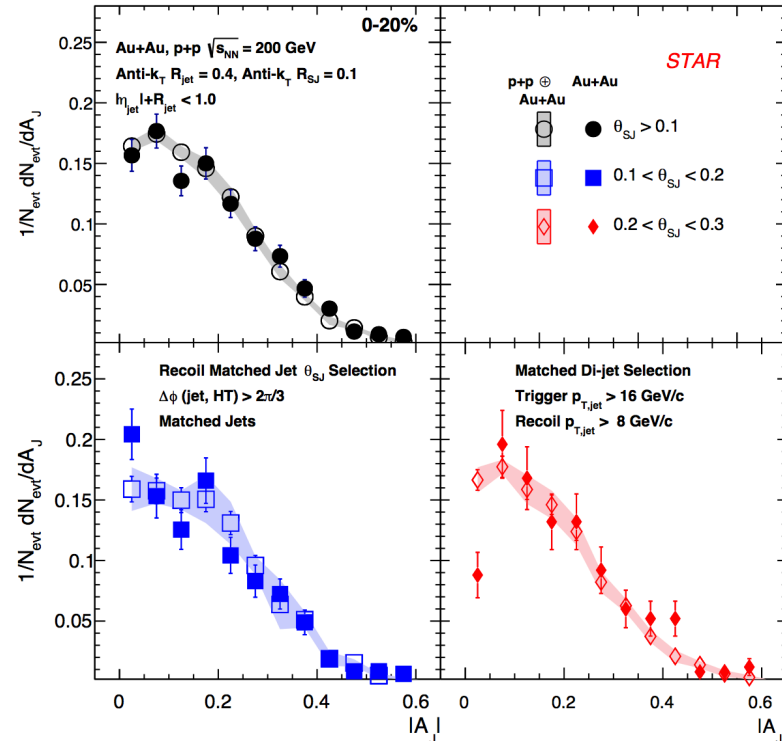 0-20%
Au+Au, p+p √s_NN = 200 GeV
Anti-k_T R_jet = 0.4, Anti-k_T R_SJ = 0.1
|η_jet|+R_jet < 1.0
0.25
0.2
0.15
0.1
0.05
1/N_evt dN_evt/dA_J
STAR
p+p ⊕ Au+Au
Au+Au
θ_SJ > 0.1
0.1 < θ_SJ < 0.2
0.2 < θ_SJ < 0.3
Recoil Matched Jet θ_SJ Selection
Δϕ (jet, HT) > 2π/3
Matched Jets
0.25
0.2
0.15
0.1
0.05
1/N_evt dN_evt/dA_J
0 0.2 0.4 0.6
|A_J|
Matched Di-jet Selection
Trigger p_T,jet > 16 GeV/c
Recoil p_T,jet > 8 GeV/c
0 0.2 0.4 0.6
|A_J